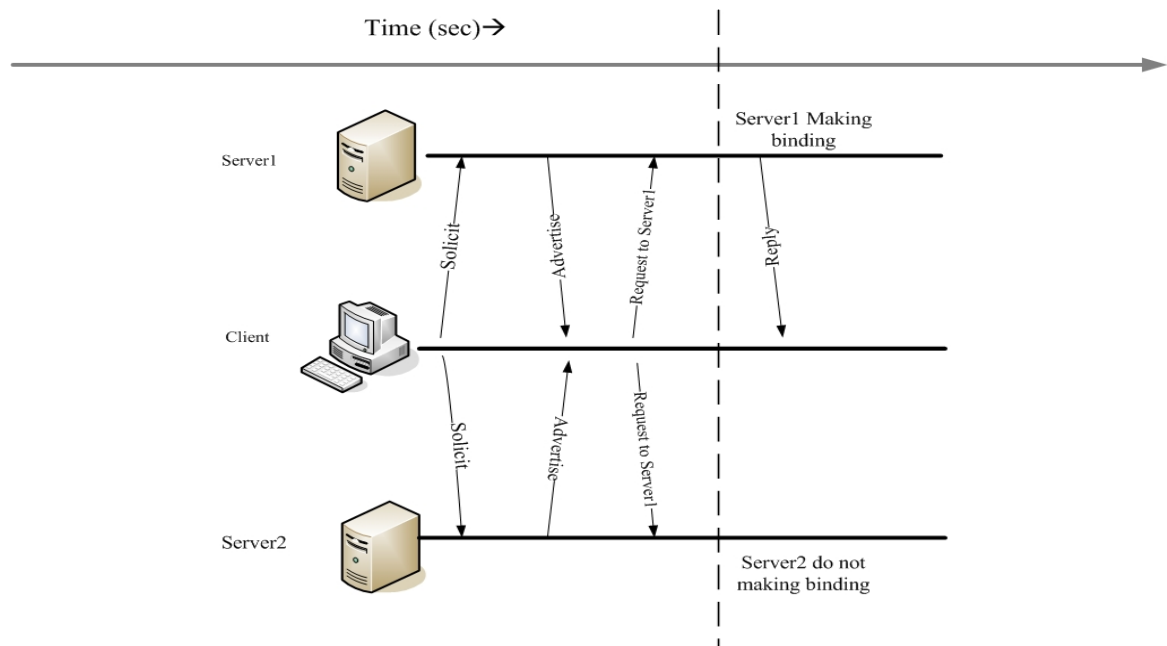 Time (sec)→
Server1 Making
binding
Server1
Solicit
Advertise
Request to Server1
Reply
Client
Solicit
Advertise
Request to Server1
Server2
Server2 do not
making binding